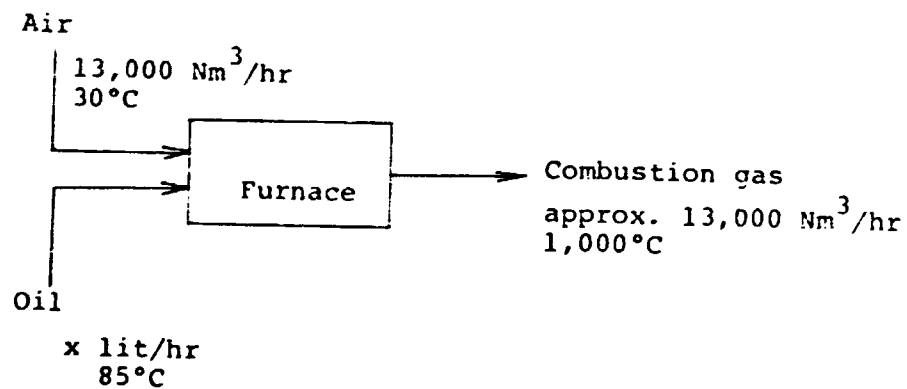 Air
13,000 Nm³/hr
30°C
Furnace
Combustion gas
approx. 13,000 Nm³/hr
1,000°C
Oil
x lit/hr
85°C